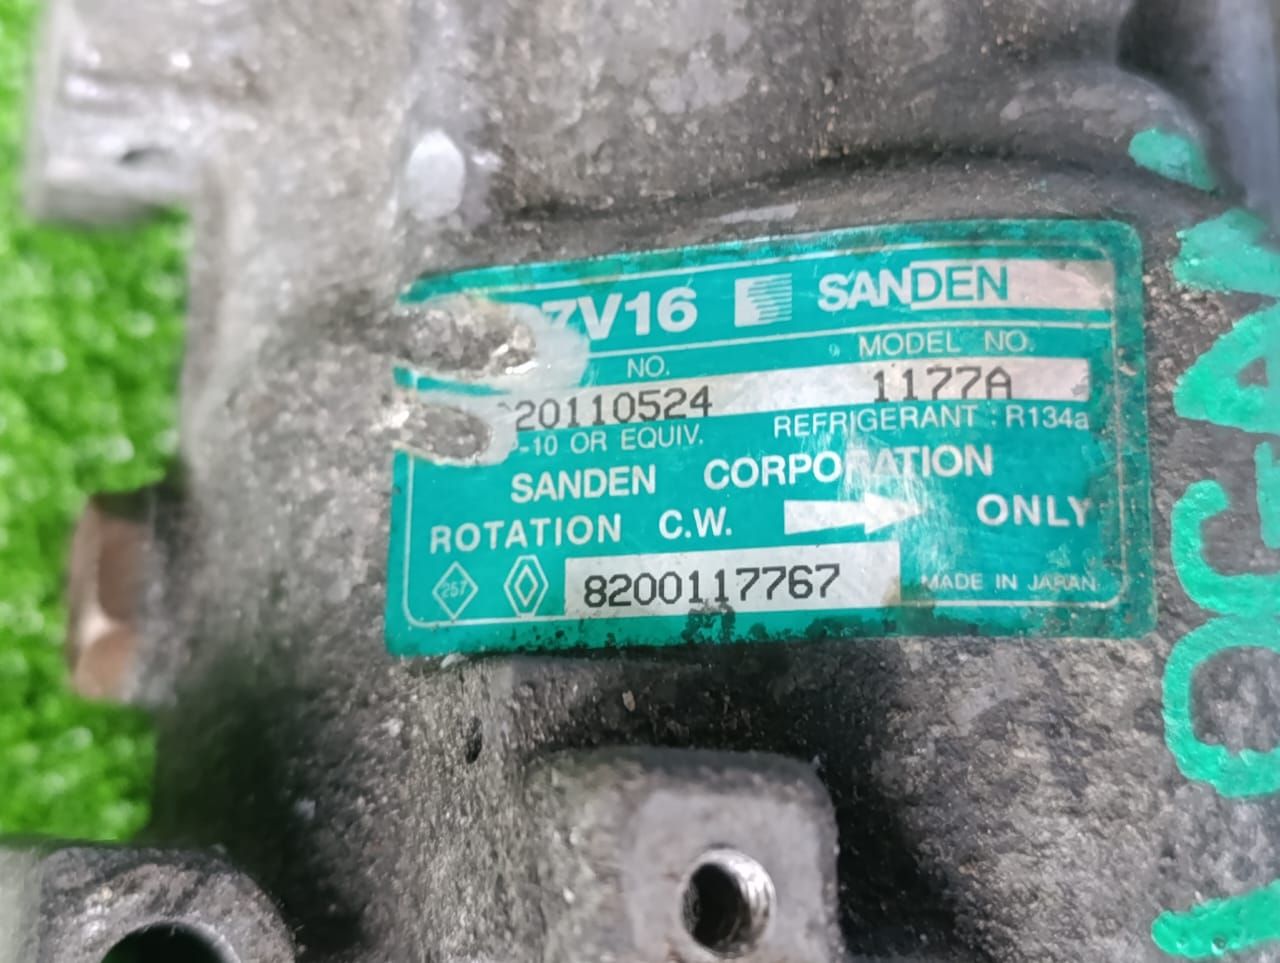 7V16 SANDEN
NO. MODEL NO.
20110524 1177A
-10 OR EQUIV. REFRIGERANT : R134a
SANDEN CORPORATION
ROTATION C.W. ONLY
257 8200117767 MADE IN JAPAN